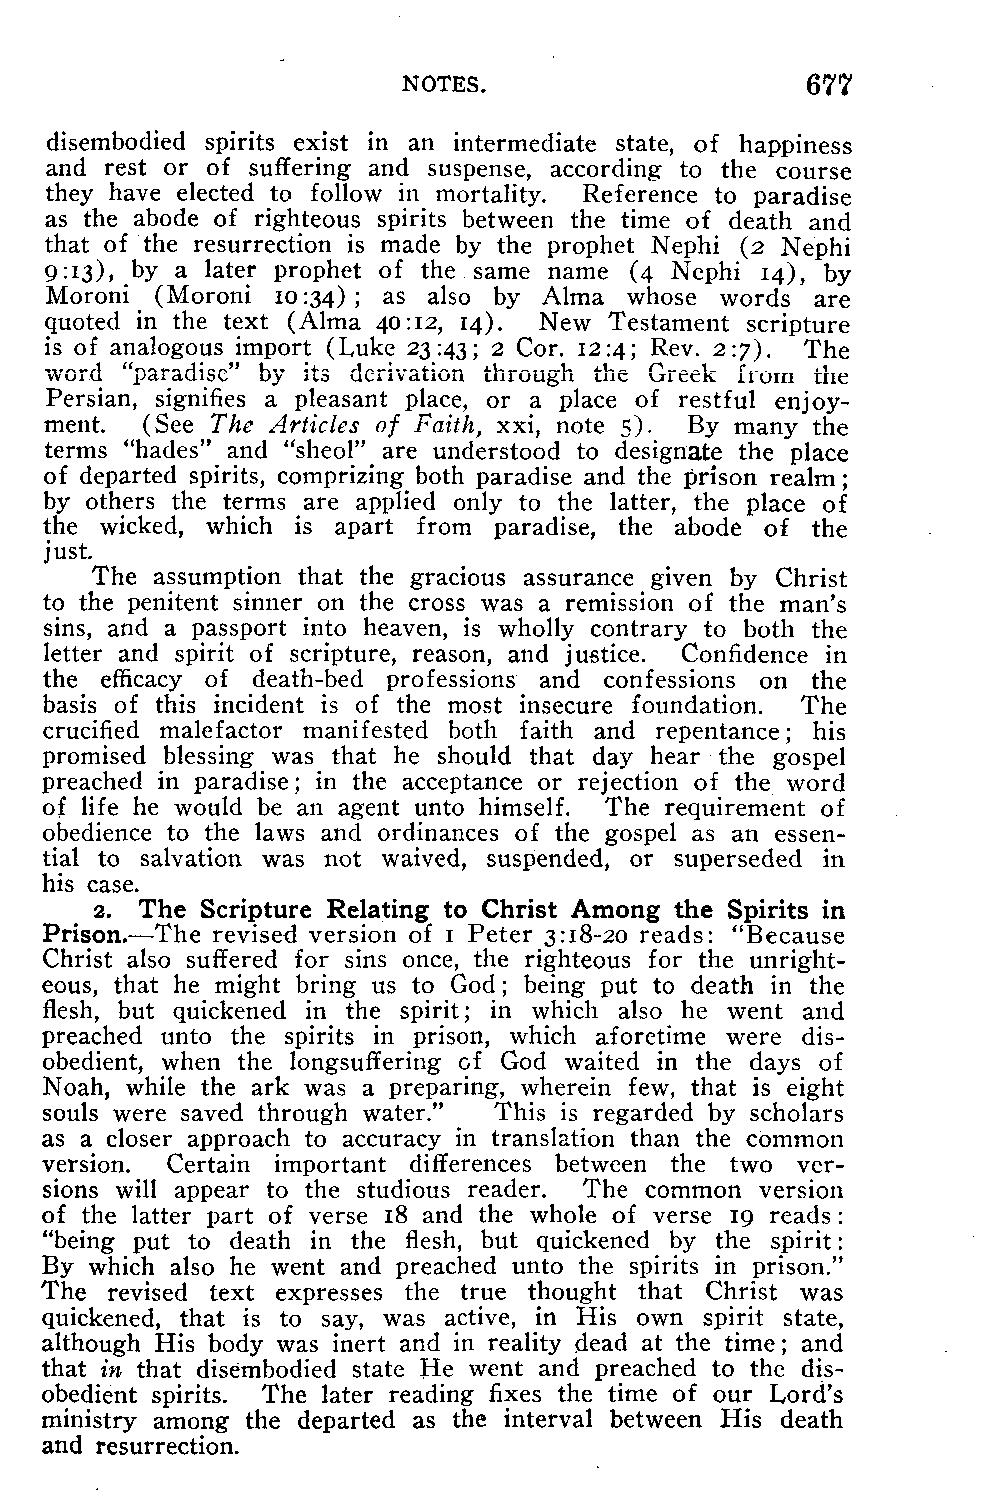 NOTES. 677
disembodied spirits exist in an intermediate state, of happiness
and rest or of suffering and suspense, according to the course
they have elected to follow in mortality. Reference to paradise
as the abode of righteous spirits between the time of death and
that of the resurrection is made by the prophet Nephi (2 Nephi
9:13), by a later prophet of the same name (4 Nephi 14), by
Moroni (Moroni 10:34); as also by Alma whose words are
quoted in the text (Alma 40:12, 14). New Testament scripture
is of analogous import (Luke 23:43; 2 Cor. 12:4; Rev. 2:7). The
word "paradise" by its derivation through the Greek from the
Persian, signifies a pleasant place, or a place of restful enjoy-
ment. (See The Articles of Faith, xxi, note 5). By many the
terms "hades" and "sheol" are understood to designate the place
of departed spirits, comprizing both paradise and the prison realm;
by others the terms are applied only to the latter, the place of
the wicked, which is apart from paradise, the abode of the
just.
The assumption that the gracious assurance given by Christ
to the penitent sinner on the cross was a remission of the man's
sins, and a passport into heaven, is wholly contrary to both the
letter and spirit of scripture, reason, and justice. Confidence in
the efficacy of death-bed professions and confessions on the
basis of this incident is of the most insecure foundation. The
crucified malefactor manifested both faith and repentance; his
promised blessing was that he should that day hear the gospel
preached in paradise; in the acceptance or rejection of the word
of life he would be an agent unto himself. The requirement of
obedience to the laws and ordinances of the gospel as an essen-
tial to salvation was not waived, suspended, or superseded in
his case.
2. The Scripture Relating to Christ Among the Spirits in
Prison.—The revised version of 1 Peter 3:18-20 reads: "Because
Christ also suffered for sins once, the righteous for the unright-
eous, that he might bring us to God; being put to death in the
flesh, but quickened in the spirit; in which also he went and
preached unto the spirits in prison, which aforetime were dis-
obedient, when the longsuffering of God waited in the days of
Noah, while the ark was a preparing, wherein few, that is eight
souls were saved through water." This is regarded by scholars
as a closer approach to accuracy in translation than the common
version. Certain important differences between the two ver-
sions will appear to the studious reader. The common version
of the latter part of verse 18 and the whole of verse 19 reads:
"being put to death in the flesh, but quickened by the spirit:
By which also he went and preached unto the spirits in prison."
The revised text expresses the true thought that Christ was
quickened, that is to say, was active, in His own spirit state,
although His body was inert and in reality dead at the time; and
that in that disembodied state He went and preached to the dis-
obedient spirits. The later reading fixes the time of our Lord's
ministry among the departed as the interval between His death
and resurrection.